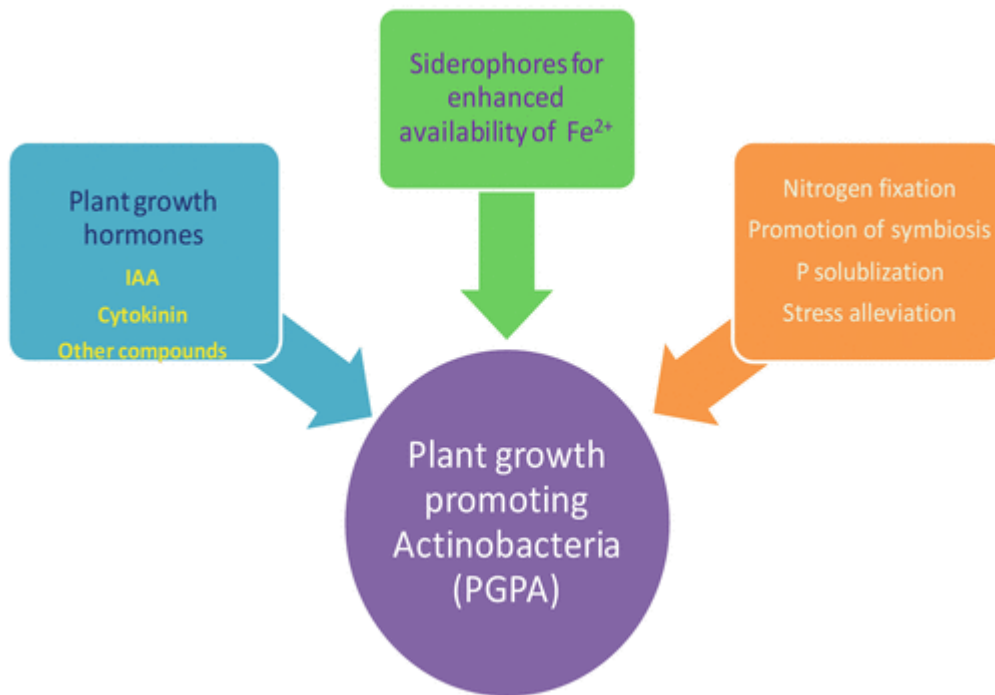 Siderophores for
enhanced
availability of Fe²⁺
Plant growth
hormones
IAA
Cytokinin
Other compounds
Nitrogen fixation
Promotion of symbiosis
P solublization
Stress alleviation
Plant growth
promoting
Actinobacteria
(PGPA)